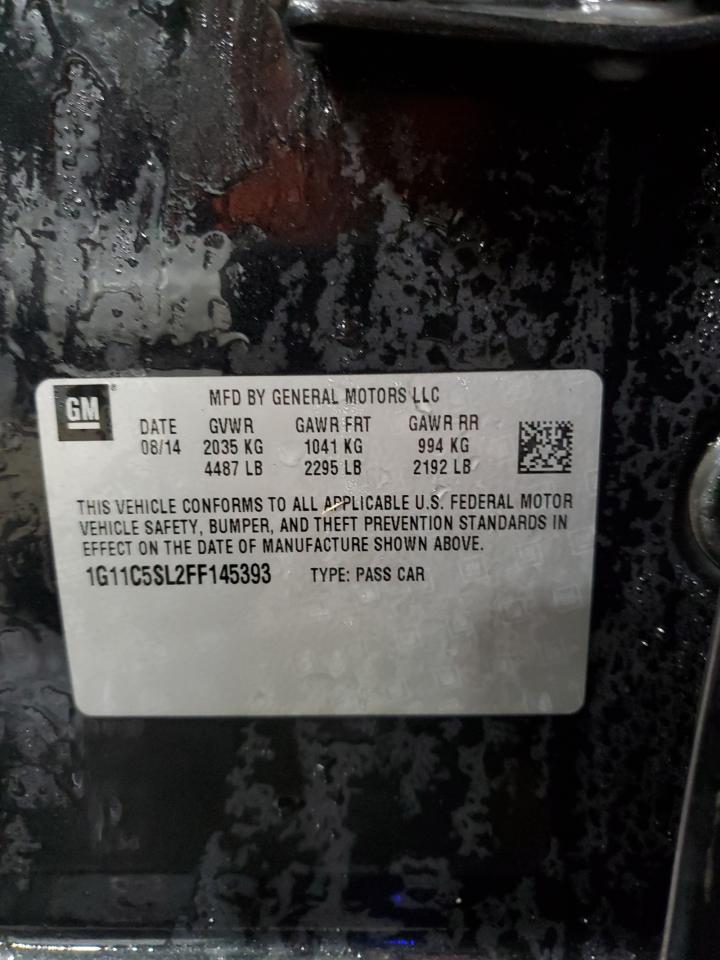 GM®
MFD BY GENERAL MOTORS LLC
DATE GVWR GAWR FRT GAWR RR
08/14 2035 KG 1041 KG 994 KG
4487 LB 2295 LB 2192 LB
THIS VEHICLE CONFORMS TO ALL APPLICABLE U.S. FEDERAL MOTOR
VEHICLE SAFETY, BUMPER, AND THEFT PREVENTION STANDARDS IN
EFFECT ON THE DATE OF MANUFACTURE SHOWN ABOVE.
1G11C5SL2FF145393 TYPE: PASS CAR